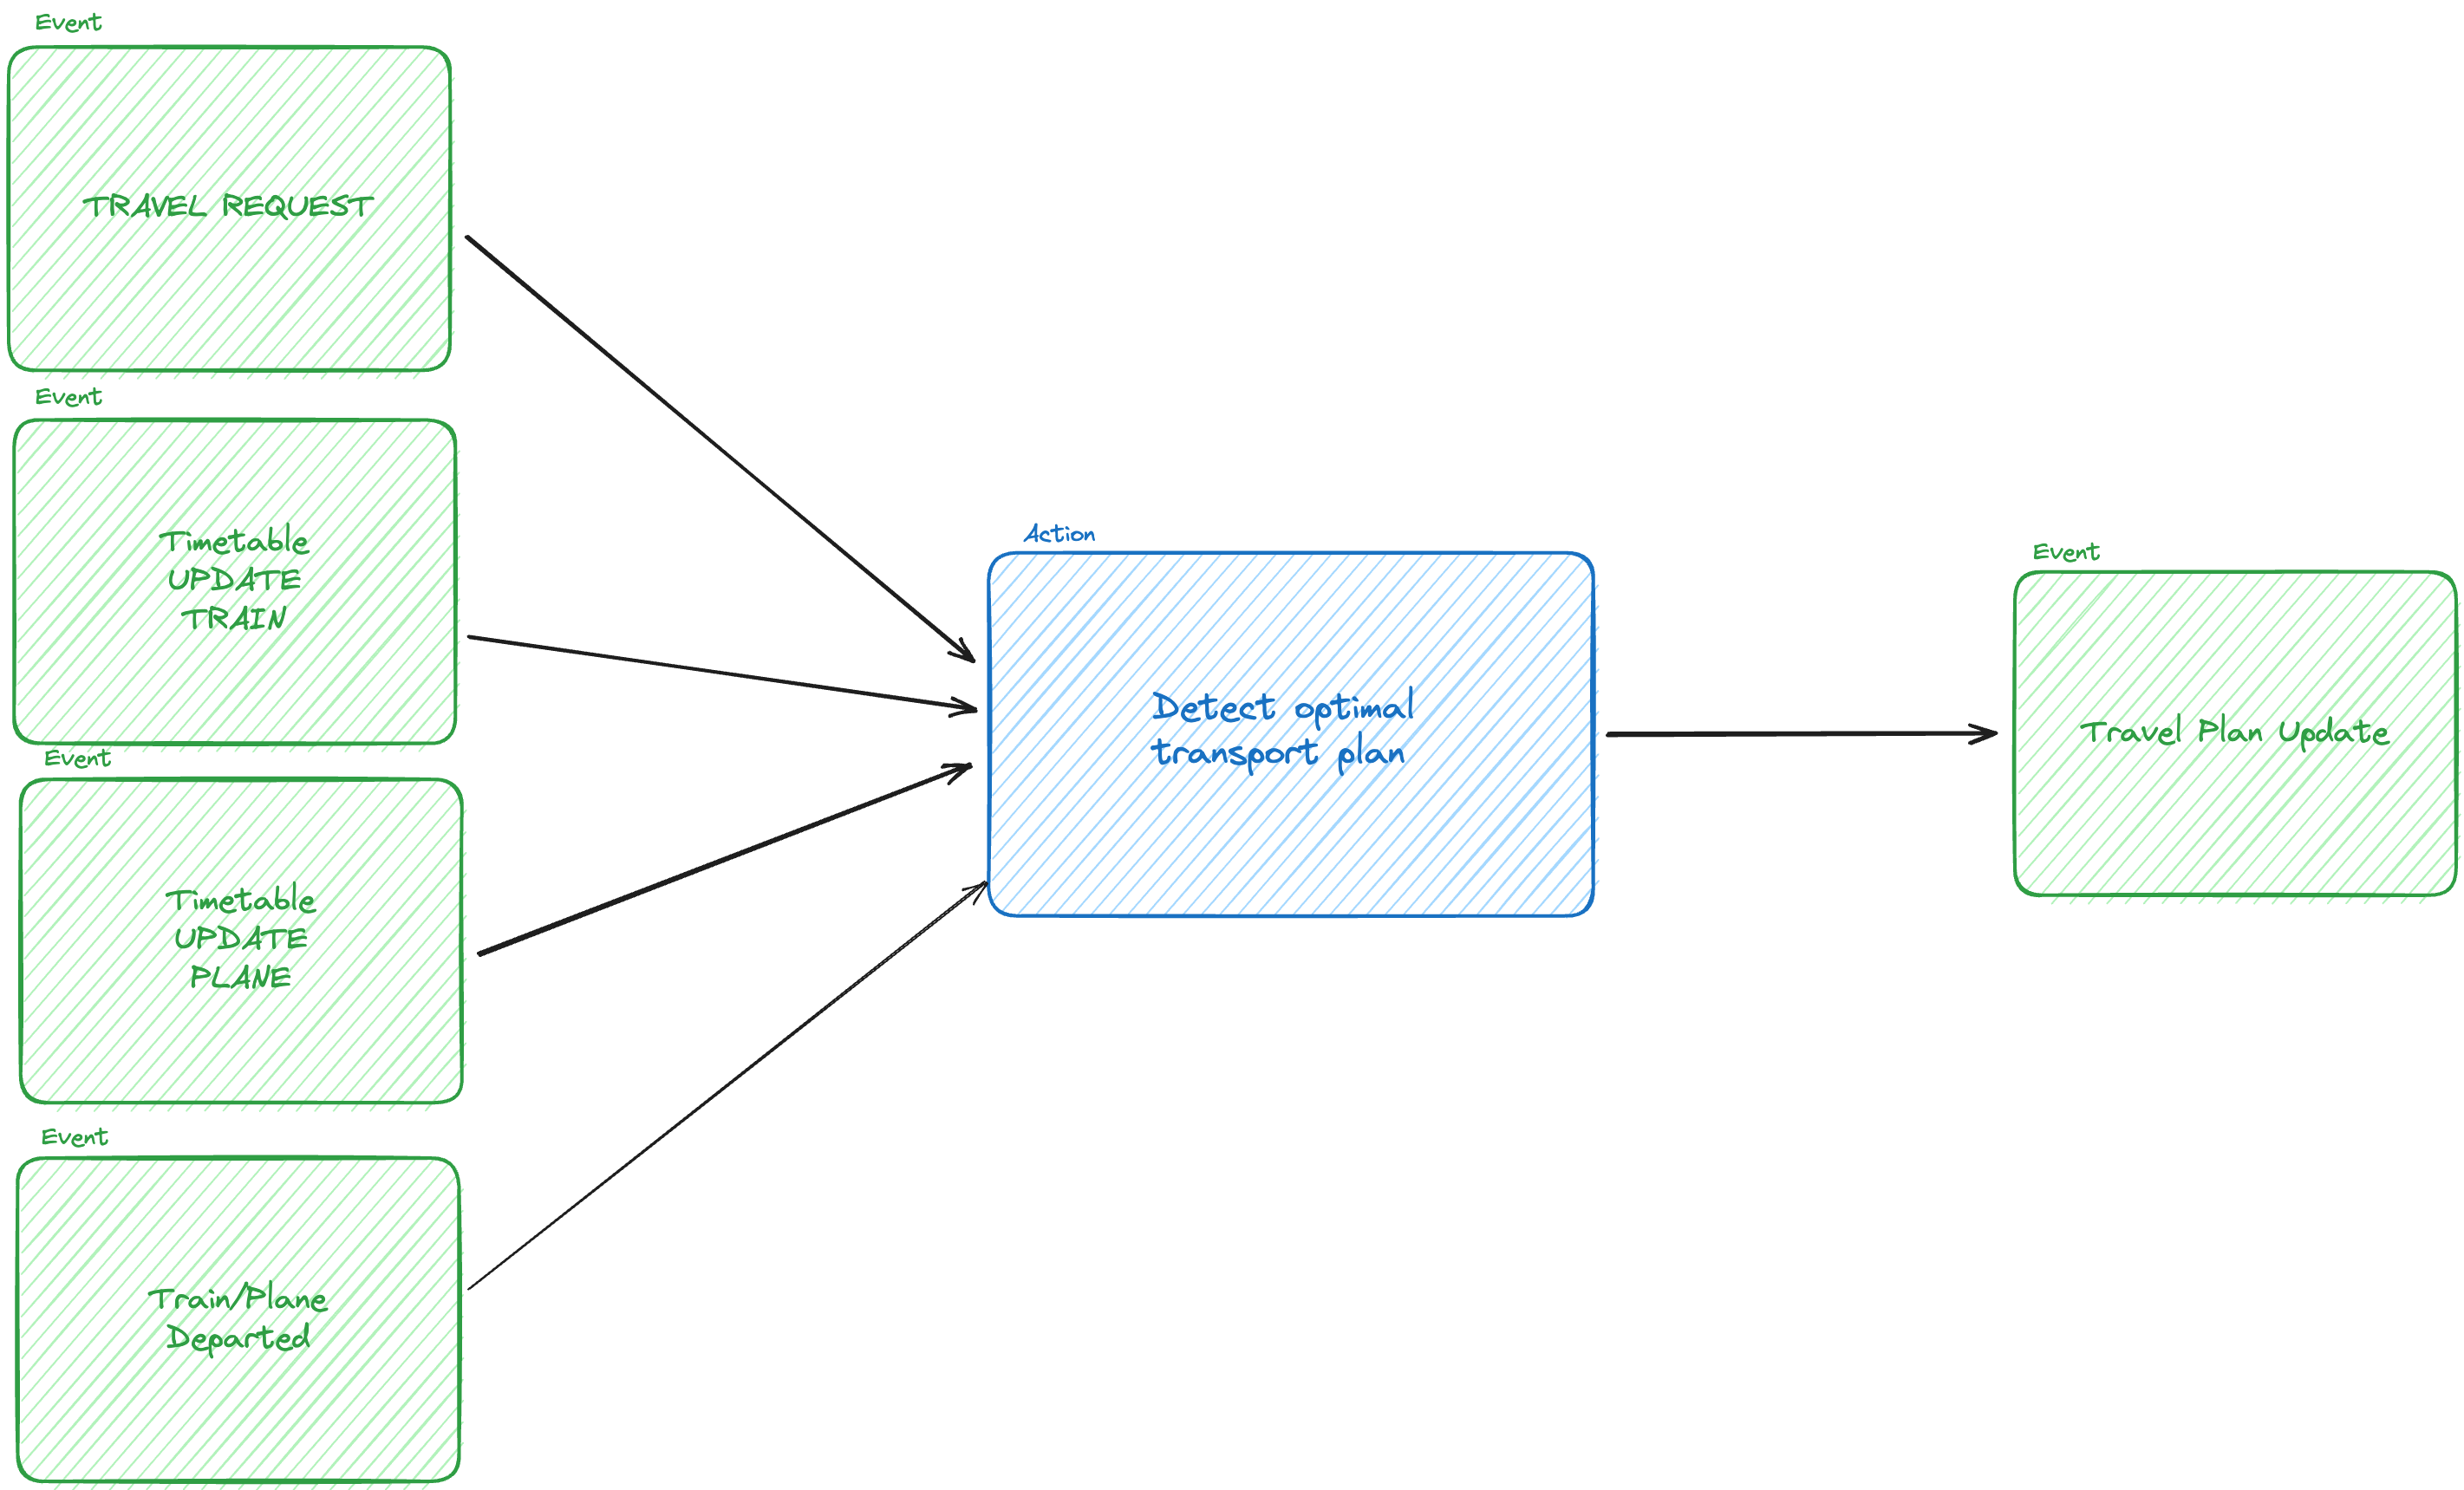 Event
TRAVEL REQUEST
Event
Timetable
UPDATE
TRAIN
Event
Timetable
UPDATE
PLANE
Event
Train/Plane
Departed
Action
Detect optimal
transport plan
Event
Travel Plan Update